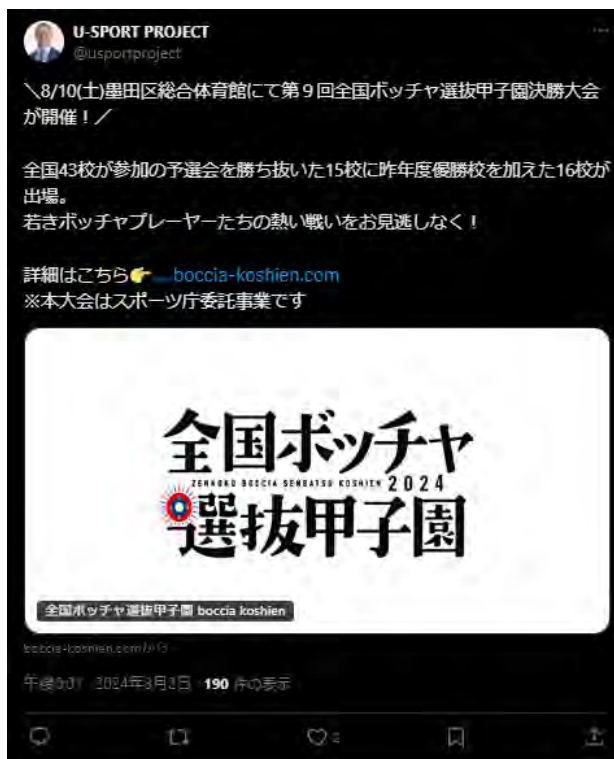 U-SPORT PROJECT
@usportproject
＼8/10(土)墨田区総合体育館にて第９回全国ボッチャ選抜甲子園決勝大会
が開催！／
全国43校が参加の予選会を勝ち抜いた15校に昨年度優勝校を加えた16校が
出場。
若きボッチャプレーヤーたちの熱い戦いをお見逃しなく！
詳細はこちら👉 boccia-koshien.com
※本大会はスポーツ庁委託事業です
全国ボッチャ
ZENKOKU BOCCIA SENBATSU KOSHIEN 2024
選抜甲子園
全国ボッチャ選抜甲子園 boccia koshien
190 件の表示
2